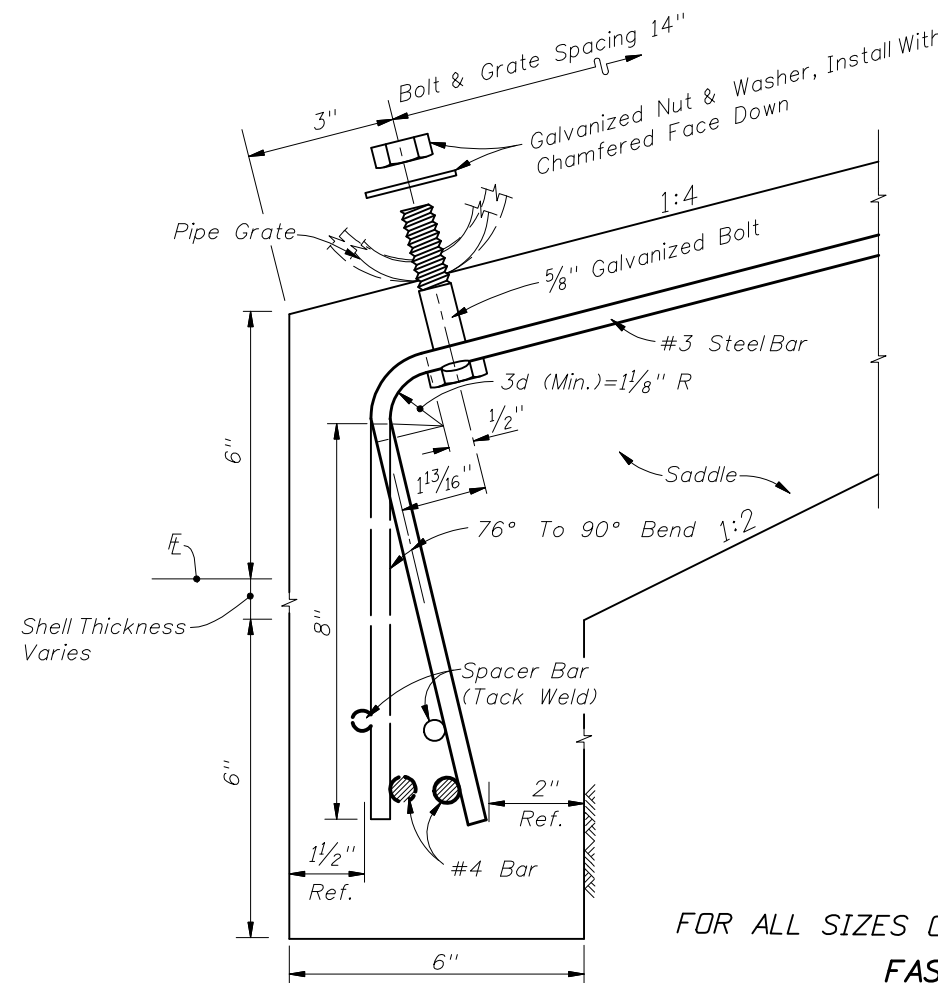 Bolt & Grate Spacing 14"
3"
Galvanized Nut & Washer, Install With
Chamfered Face Down
1:4
Pipe Grate
5/8" Galvanized Bolt
#3 Steel Bar
3d (Min.)=1 1/8" R
1/2"
6"
1 13/16"
Saddle
76° To 90° Bend
1:2
Shell Thickness
Varies
8"
Spacer Bar
(Tack Weld)
6"
2"
Ref.
1 1/2"
Ref.
#4 Bar
6"
FOR ALL SIZES
FAS